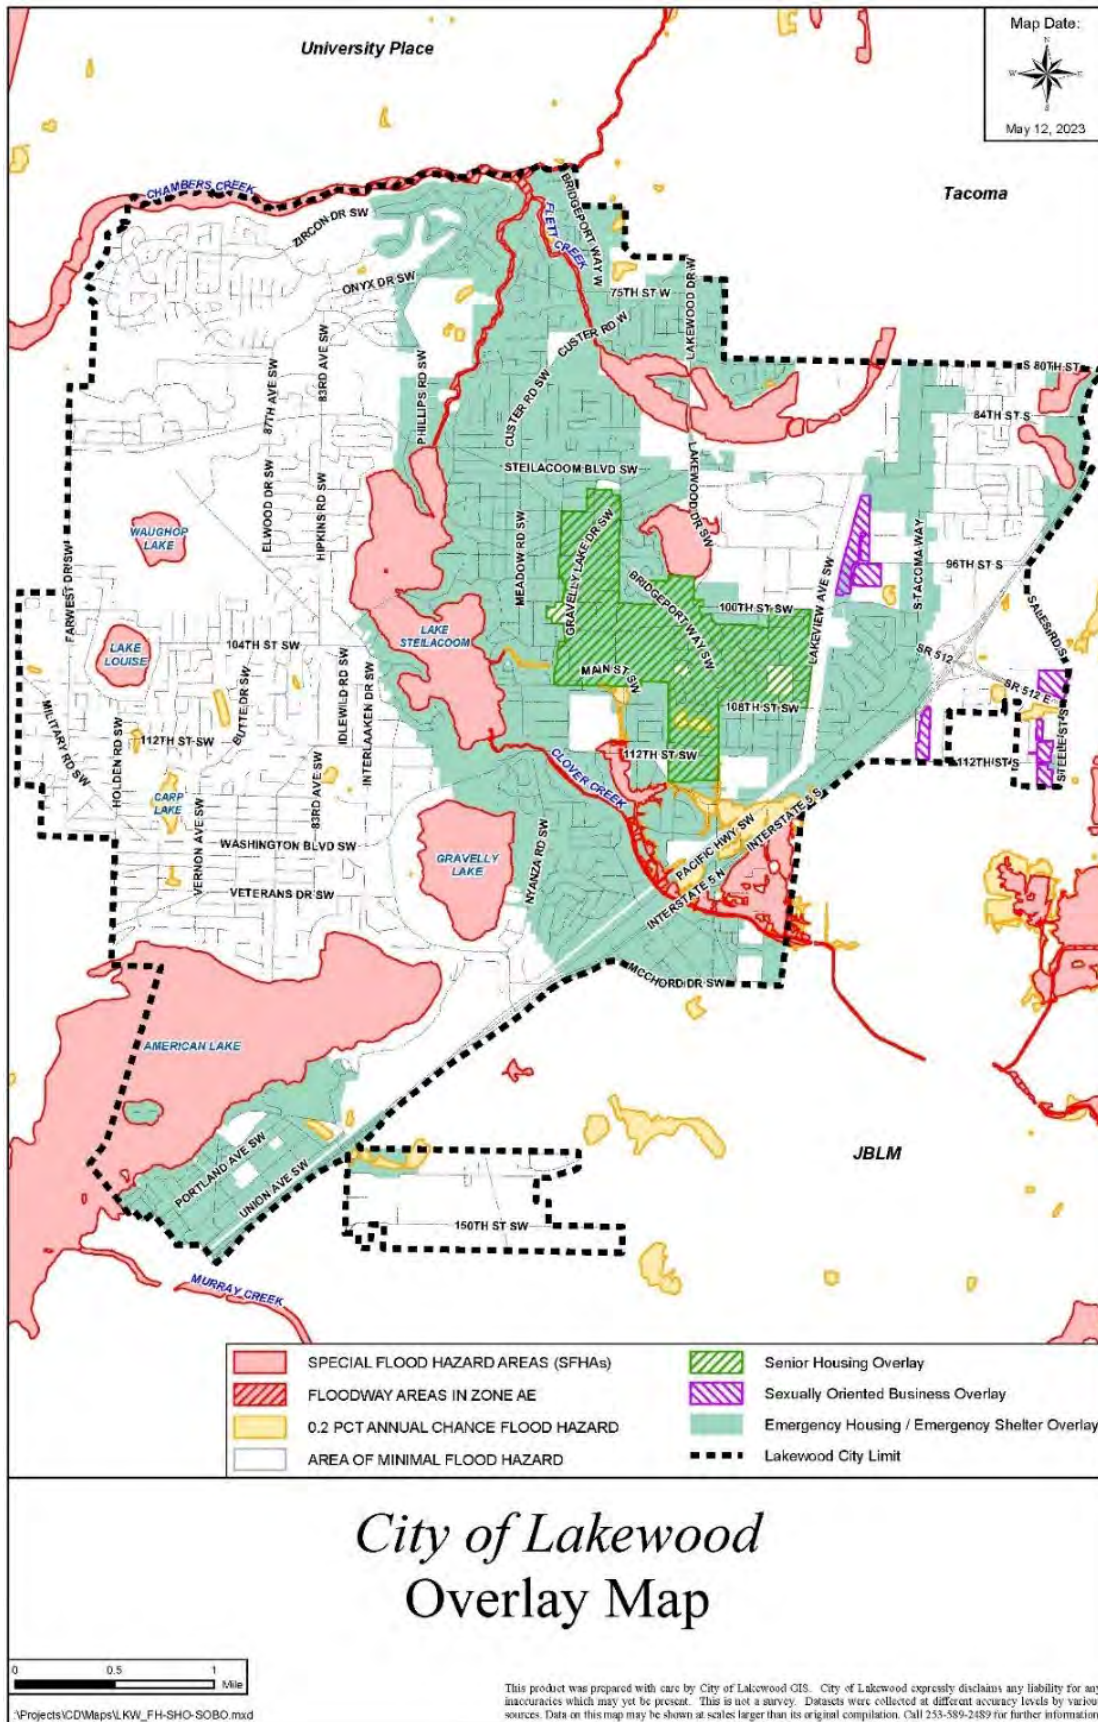 University Place
Map Date:
N
W
E
S
May 12, 2023
Tacoma
CHAMBERS CREEK
ZIRCON DR SW
FLETT CREEK
BRIDGEPORT WAY W
ONYX DR SW
75TH ST W
LAKEWOOD DR W
CUSTER RD W
83RD AVE SW
87TH AVE SW
PHILLIPS RD SW
CUSTER RD SW
S 80TH ST
84TH ST S
STEILACOOM BLVD SW
LAKEWOOD DR SW
ELWOOD DR SW
HIPKINS RD SW
WAUGHOP
LAKE
FARWEST DR SW
MEADOW RD SW
GRAVELLY LAKE DR SW
BRIDGEPORT WAY SW
LAKEVIEW AVE SW
S TACOMA WAY
96TH ST S
SALES RD S
100TH ST SW
LAKE
STEILACOOM
LAKE
LOUISE
104TH ST SW
MAIN ST SW
SR 512
SR 512 E
108TH ST SW
IDLEWILD RD SW
INTERLAAKEN DR SW
BUTTE DR SW
MILITARY RD SW
HOLDEN RD SW
112TH ST SW
112TH ST SW
112TH ST S
STEELE ST S
CLOVER CREEK
83RD AVE SW
CARP
LAKE
VERNON AVE SW
WASHINGTON BLVD SW
GRAVELLY
LAKE
NYANZA RD SW
PACIFIC HWY SW
INTERSTATE 5 S
INTERSTATE 5 N
VETERANS DR SW
MCCHORD DR SW
AMERICAN LAKE
JBLM
PORTLAND AVE SW
UNION AVE SW
150TH ST SW
MURRAY CREEK
SPECIAL FLOOD HAZARD AREAS (SFHAs)
FLOODWAY AREAS IN ZONE AE
0.2 PCT ANNUAL CHANCE FLOOD HAZARD
AREA OF MINIMAL FLOOD HAZARD
Senior Housing Overlay
Sexually Oriented Business Overlay
Emergency Housing / Emergency Shelter Overlay
Lakewood City Limit
City of Lakewood
Overlay Map
0 0.5 1
Mile
:\Projects\CD\Maps\LKW_FH-SHO-SOBO.mxd
This product was prepared with care by City of Lakewood GIS. City of Lakewood expressly disclaims any liability for any
inaccuracies which may yet be present. This is not a survey. Datasets were collected at different accuracy levels by various
sources. Data on this map may be shown at scales larger than its original compilation. Call 253-589-2489 for further information.